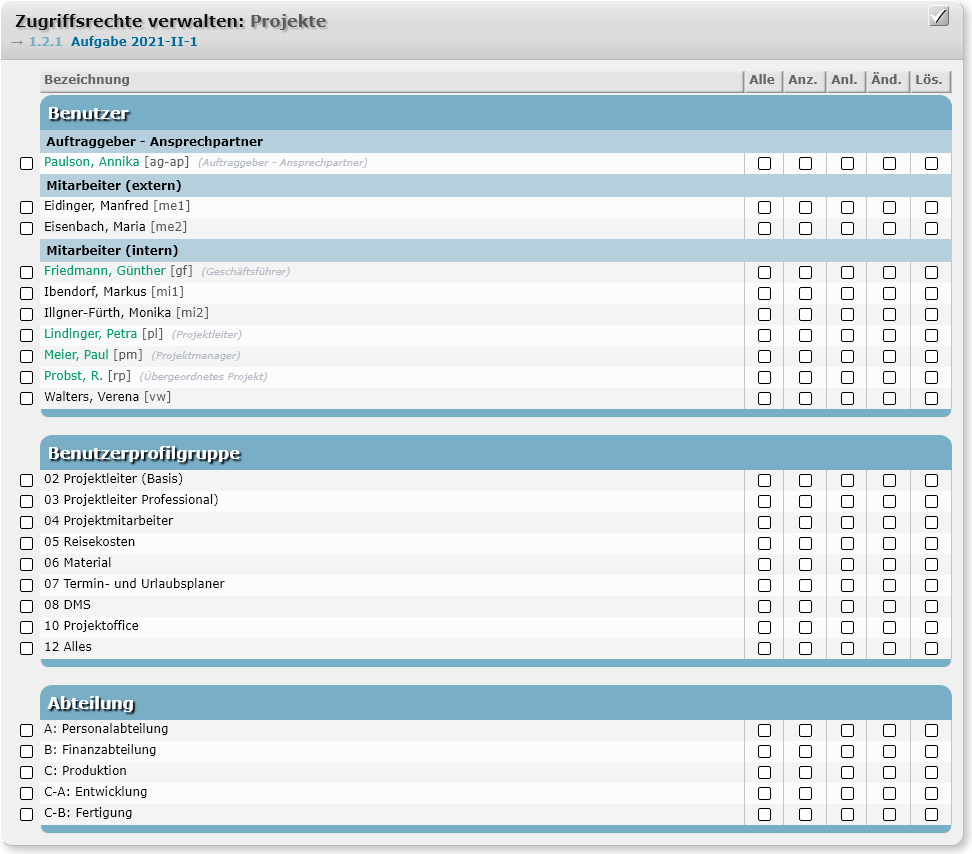 Zugriffsrechte verwalten: Projekte
→ 1.2.1 Aufgabe 2021-II-1
Bezeichnung Alle Anz. Anl. Änd. Lös.
Benutzer
Auftraggeber - Ansprechpartner
Paulson, Annika [ag-ap] (Auftraggeber - Ansprechpartner)
Mitarbeiter (extern)
Eidinger, Manfred [me1]
Eisenbach, Maria [me2]
Mitarbeiter (intern)
Friedmann, Günther [gf] (Geschäftsführer)
Ibendorf, Markus [mi1]
Illgner-Fürth, Monika [mi2]
Lindinger, Petra [pl] (Projektleiter)
Meier, Paul [pm] (Projektmanager)
Probst, R. [rp] (Übergeordnetes Projekt)
Walters, Verena [vw]
Benutzerprofilgruppe
02 Projektleiter (Basis)
03 Projektleiter Professional)
04 Projektmitarbeiter
05 Reisekosten
06 Material
07 Termin- und Urlaubsplaner
08 DMS
10 Projektoffice
12 Alles
Abteilung
A: Personalabteilung
B: Finanzabteilung
C: Produktion
C-A: Entwicklung
C-B: Fertigung